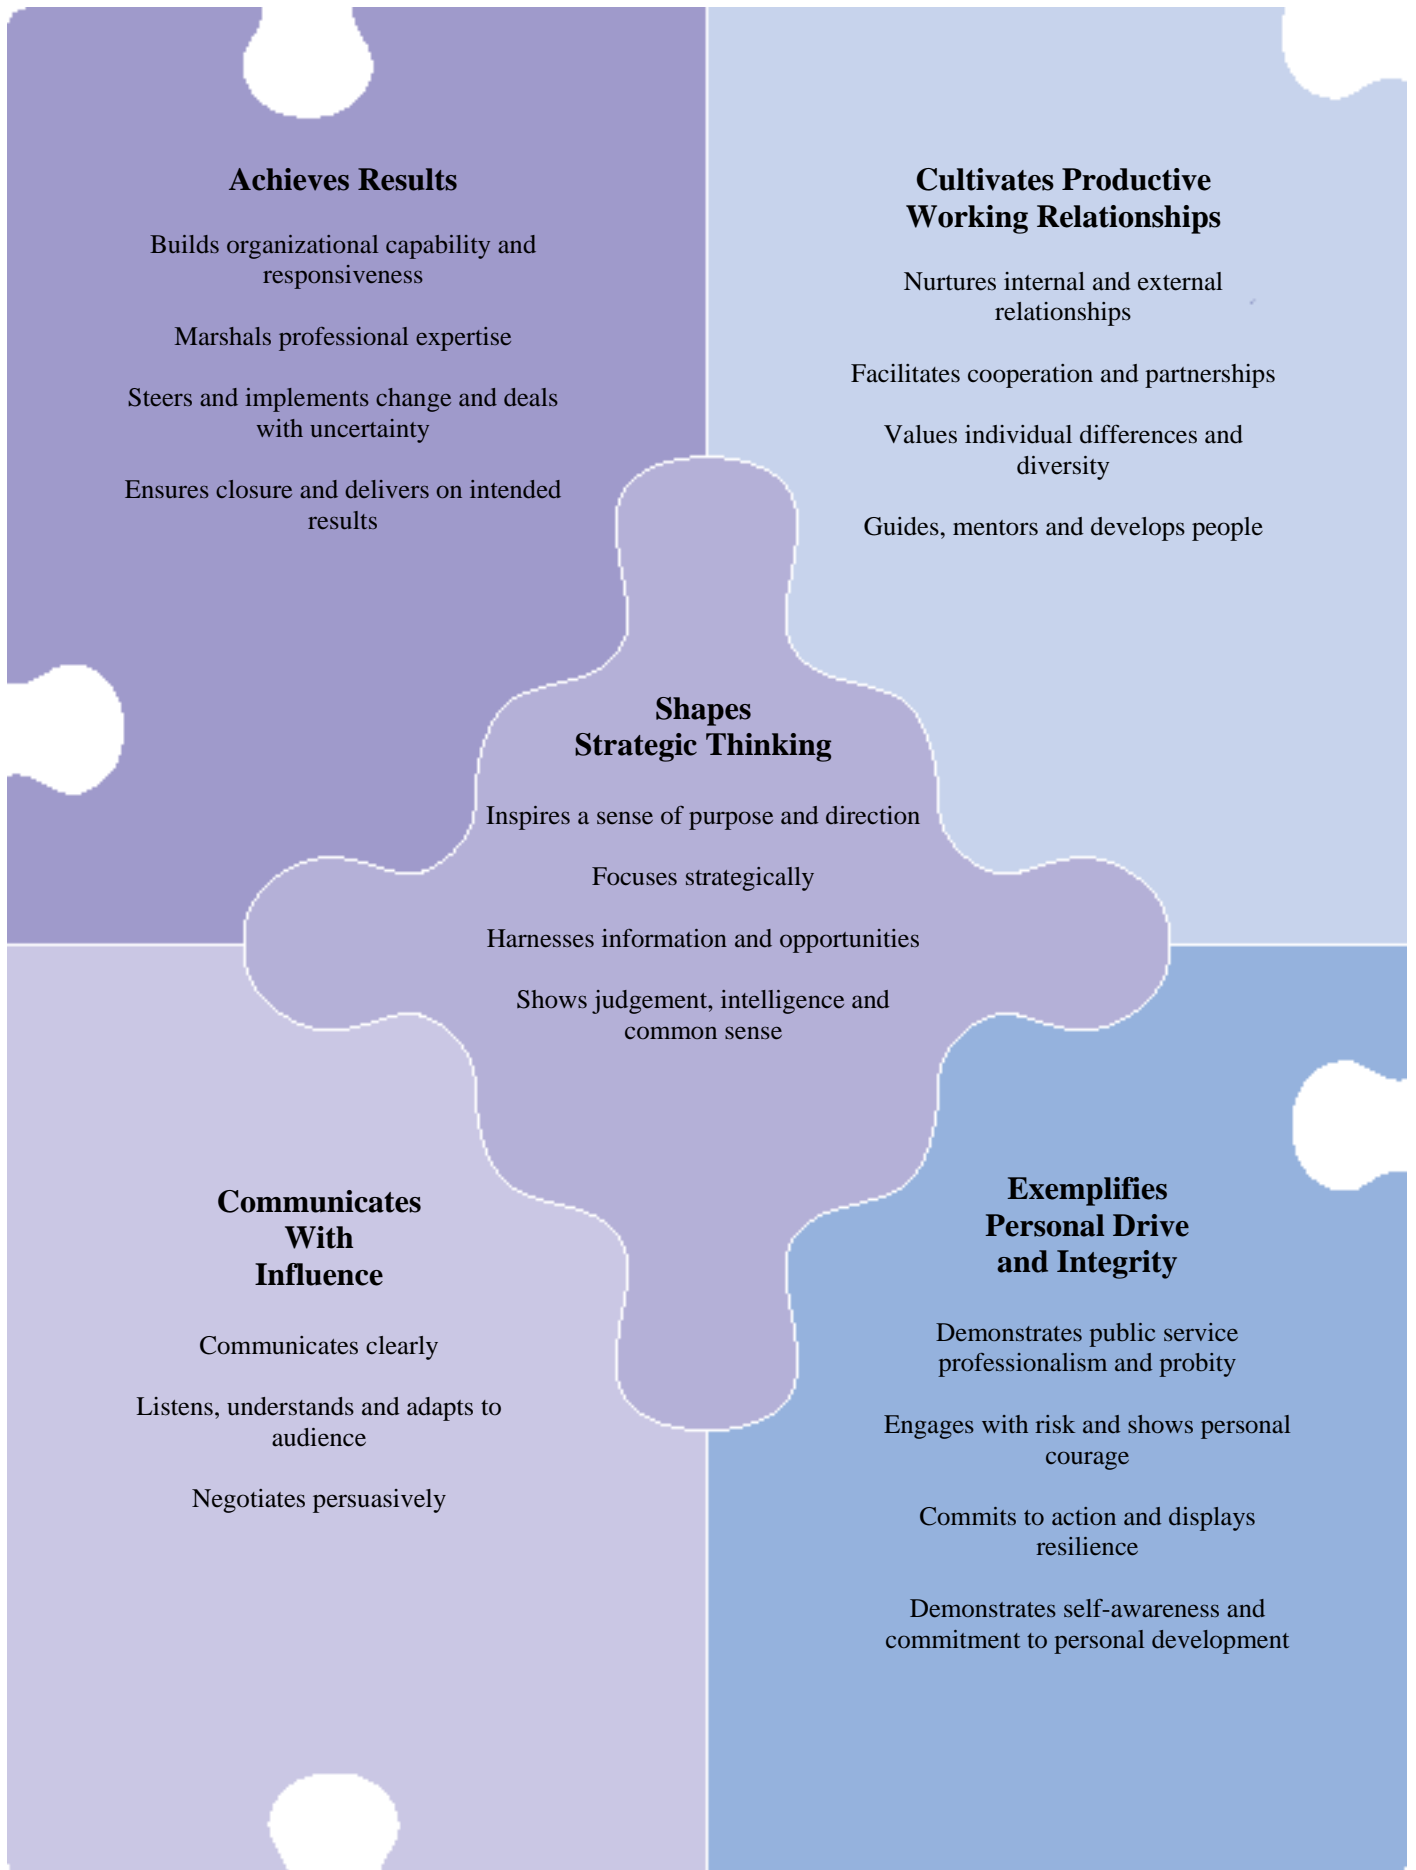 Achieves Results
Builds organizational capability and
responsiveness
Marshals professional expertise
Steers and implements change and deals
with uncertainty
Ensures closure and delivers on intended
results
Cultivates Productive
Working Relationships
Nurtures internal and external
relationships
Facilitates cooperation and partnerships
Values individual differences and
diversity
Guides, mentors and develops people
Shapes
Strategic Thinking
Inspires a sense of purpose and direction
Focuses strategically
Harnesses information and opportunities
Shows judgement, intelligence and
common sense
Communicates
With
Influence
Communicates clearly
Listens, understands and adapts to
audience
Negotiates persuasively
Exemplifies
Personal Drive
and Integrity
Demonstrates public service
professionalism and probity
Engages with risk and shows personal
courage
Commits to action and displays
resilience
Demonstrates self-awareness and
commitment to personal development